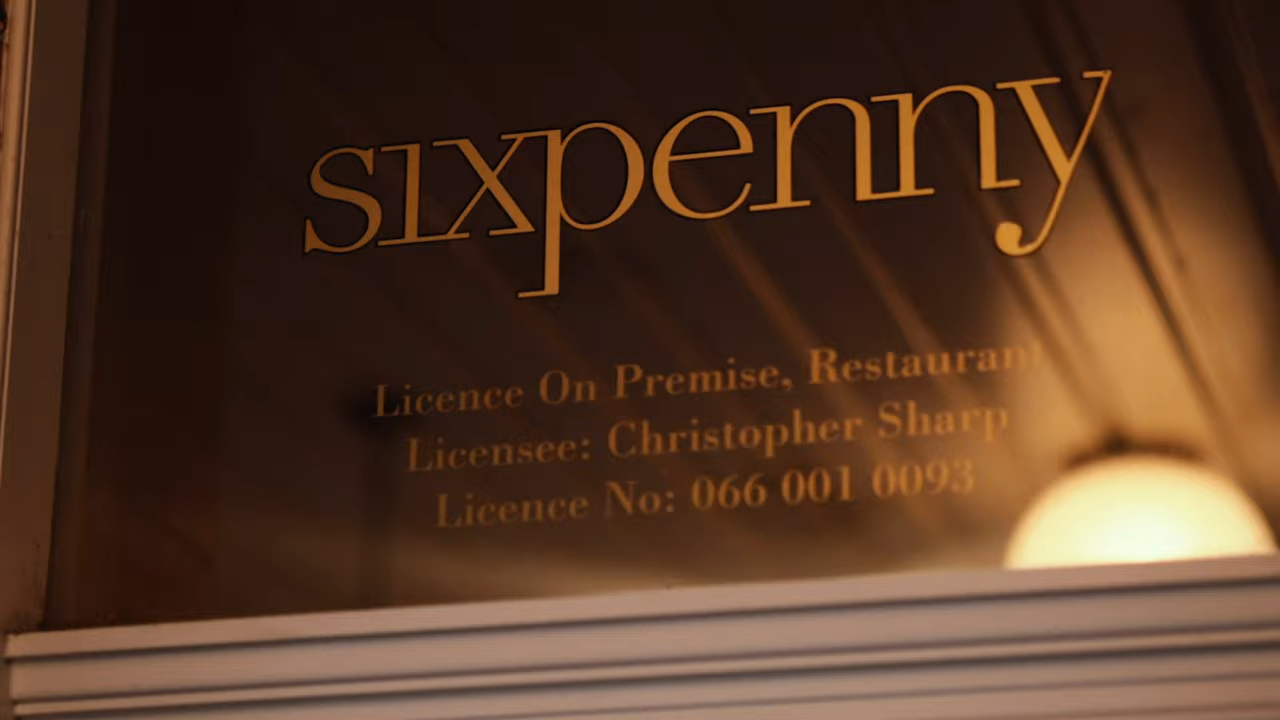 sixpenny
Licence On Premise, Restaurant
Licensee: Christopher Sharp
Licence No: 066 001 0093